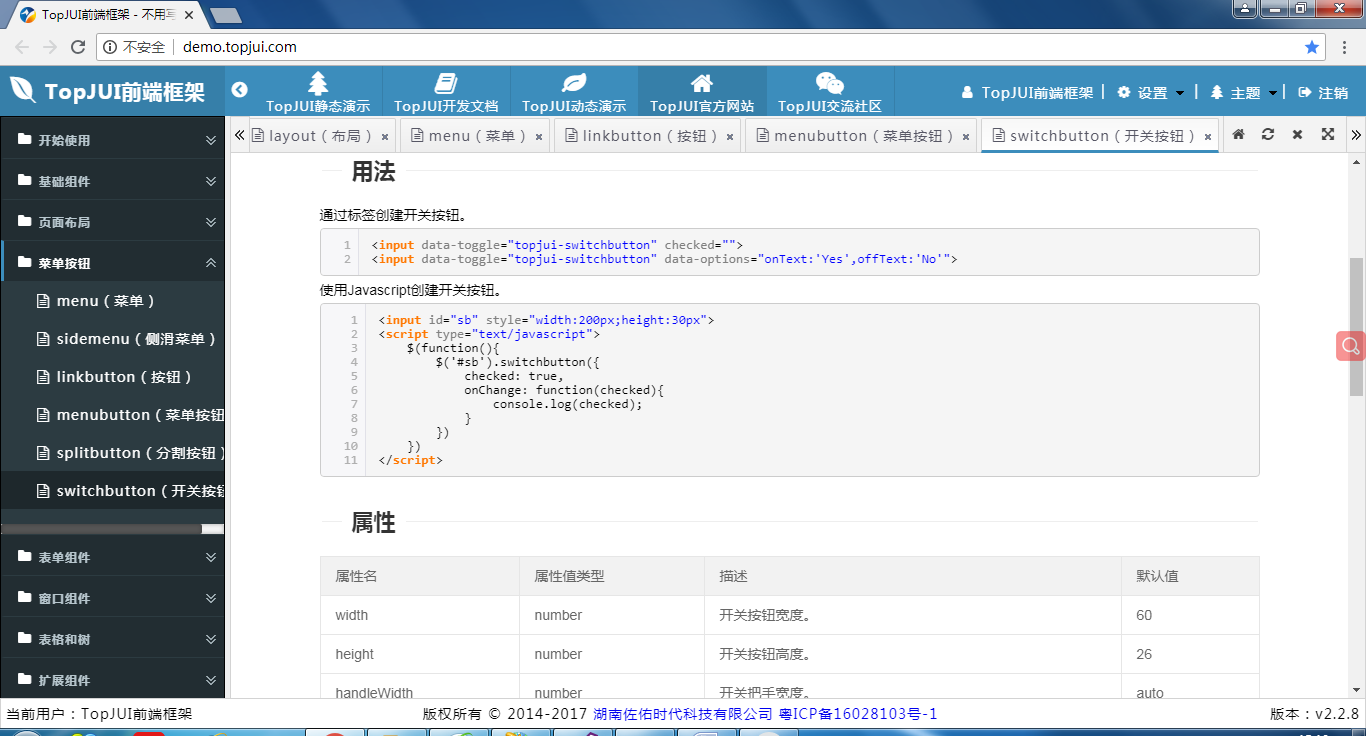 TopJUI前端框架 - 不用写
不安全 demo.topjui.com
TopJUI前端框架
TopJUI静态演示 TopJUI开发文档 TopJUI动态演示 TopJUI官方网站 TopJUI交流社区
TopJUI前端框架 | 设置 | 主题 | 注销
layout（布局） × menu（菜单） × linkbutton（按钮） × menubutton（菜单按钮） × switchbutton（开关按钮） ×
开始使用
基础组件
页面布局
菜单按钮
menu（菜单）
sidemenu（侧滑菜单）
linkbutton（按钮）
menubutton（菜单按钮
splitbutton（分割按钮）
switchbutton（开关按钮
表单组件
窗口组件
表格和树
扩展组件
用法
通过标签创建开关按钮。
1 <input data-toggle="topjui-switchbutton" checked="">
2 <input data-toggle="topjui-switchbutton" data-options="onText:'Yes',offText:'No'">
使用Javascript创建开关按钮。
1 <input id="sb" style="width:200px;height:30px">
2 <script type="text/javascript">
3 $(function(){
4 $('#sb').switchbutton({
5 checked: true,
6 onChange: function(checked){
7 console.log(checked);
8 }
9 })
10 })
11 </script>
属性
属性名 属性值类型 描述 默认值
width number 开关按钮宽度。 60
height number 开关按钮高度。 26
handleWidth number 开关把手宽度。 auto
当前用户：TopJUI前端框架 版权所有 © 2014-2017 湖南佐佑时代科技有限公司 粤ICP备16028103号-1 版本：v2.2.8